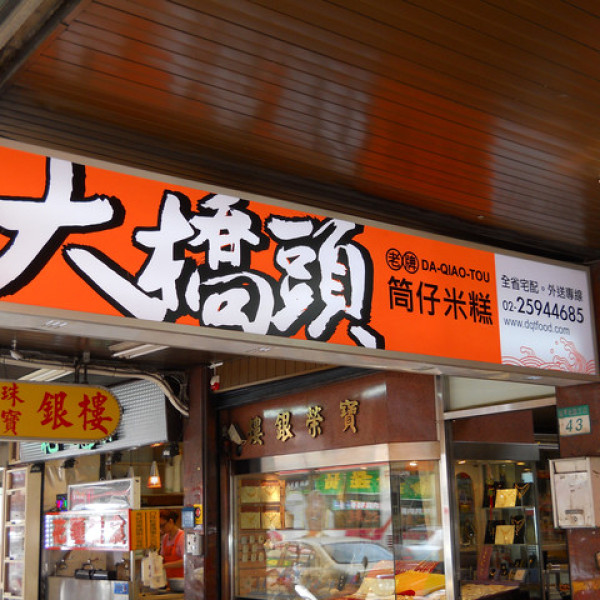 大橋頭
老牌 DA-QIAO-TOU
筒仔米糕
全省宅配。外送專線
02-25944685
www.dqtfood.com
珠寶
銀樓
寶榮銀樓
43